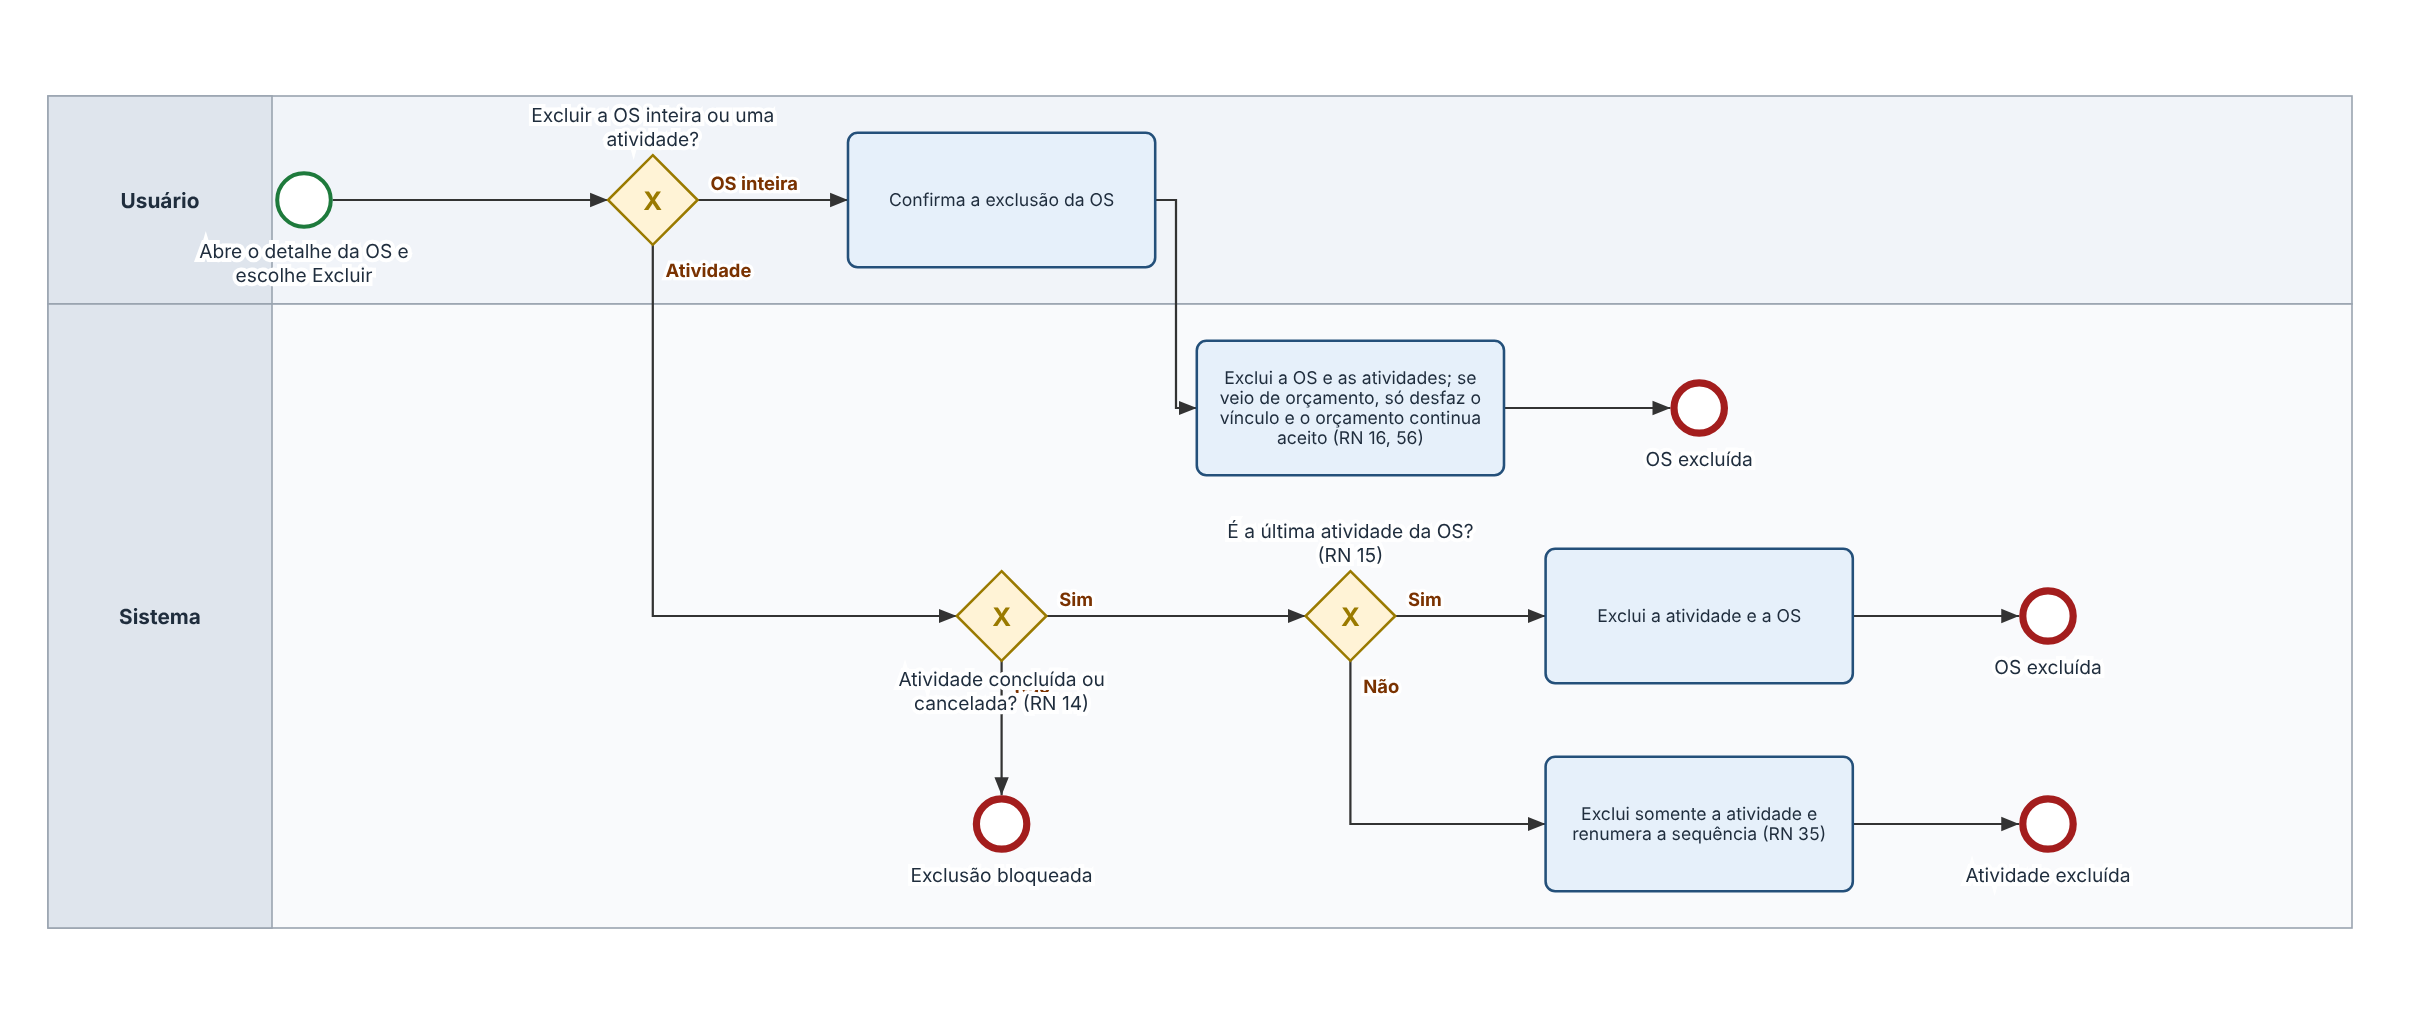 Excluir a OS inteira ou uma
atividade?
Usuário
X
OS inteira
Confirma a exclusão da OS
Abre o detalhe da OS e
escolhe Excluir
Atividade
Exclui a OS e as atividades; se
veio de orçamento, só desfaz o
vínculo e o orçamento continua
aceito (RN 16, 56)
OS excluída
Sistema
É a última atividade da OS?
(RN 15)
X
Sim
X
Sim
Exclui a atividade e a OS
OS excluída
Atividade concluída ou
cancelada? (RN 14)
Não
Exclui somente a atividade e
renumera a sequência (RN 35)
Exclusão bloqueada
Atividade excluída